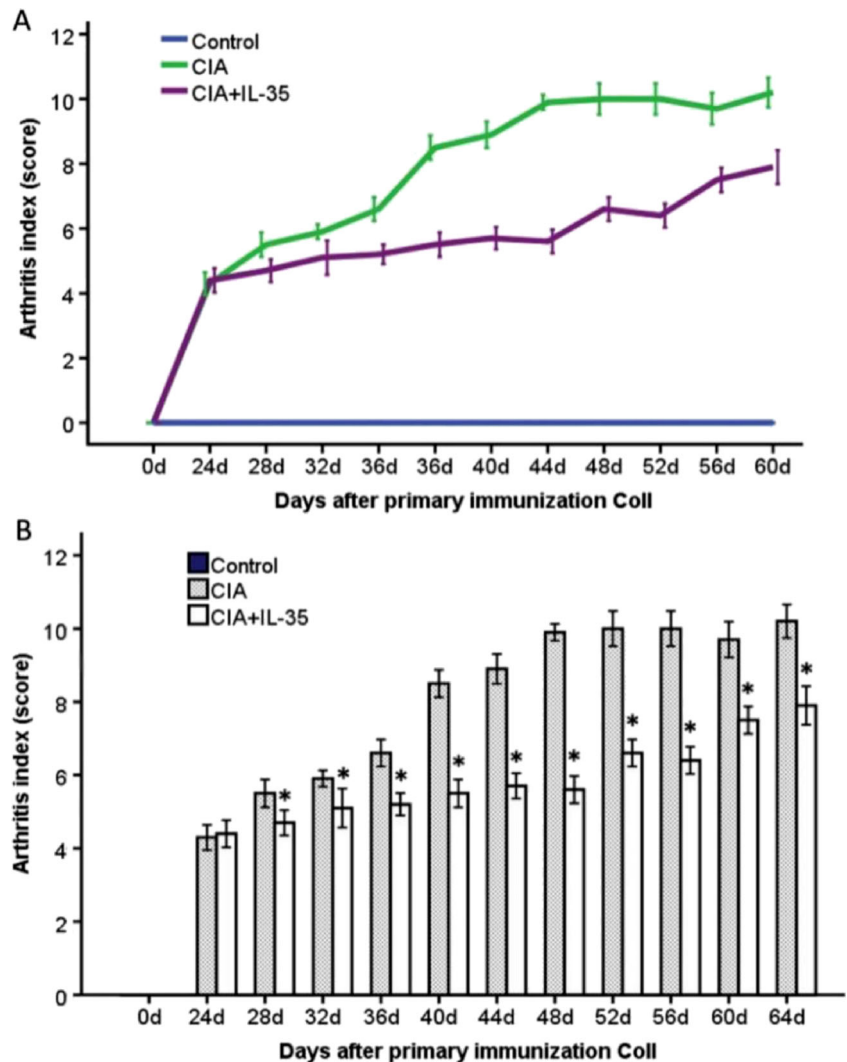 A
12
10
8
6
4
2
0
Arthritis index (score)
Control
CIA
CIA+IL-35
0d 24d 28d 32d 36d 36d 40d 44d 48d 52d 56d 60d
Days after primary immunization Coll
B
12
10
8
6
4
2
0
Arthritis index (score)
Control
CIA
CIA+IL-35
* * * * * * * * * *
0d 24d 28d 32d 36d 40d 44d 48d 52d 56d 60d 64d
Days after primary immunization Coll